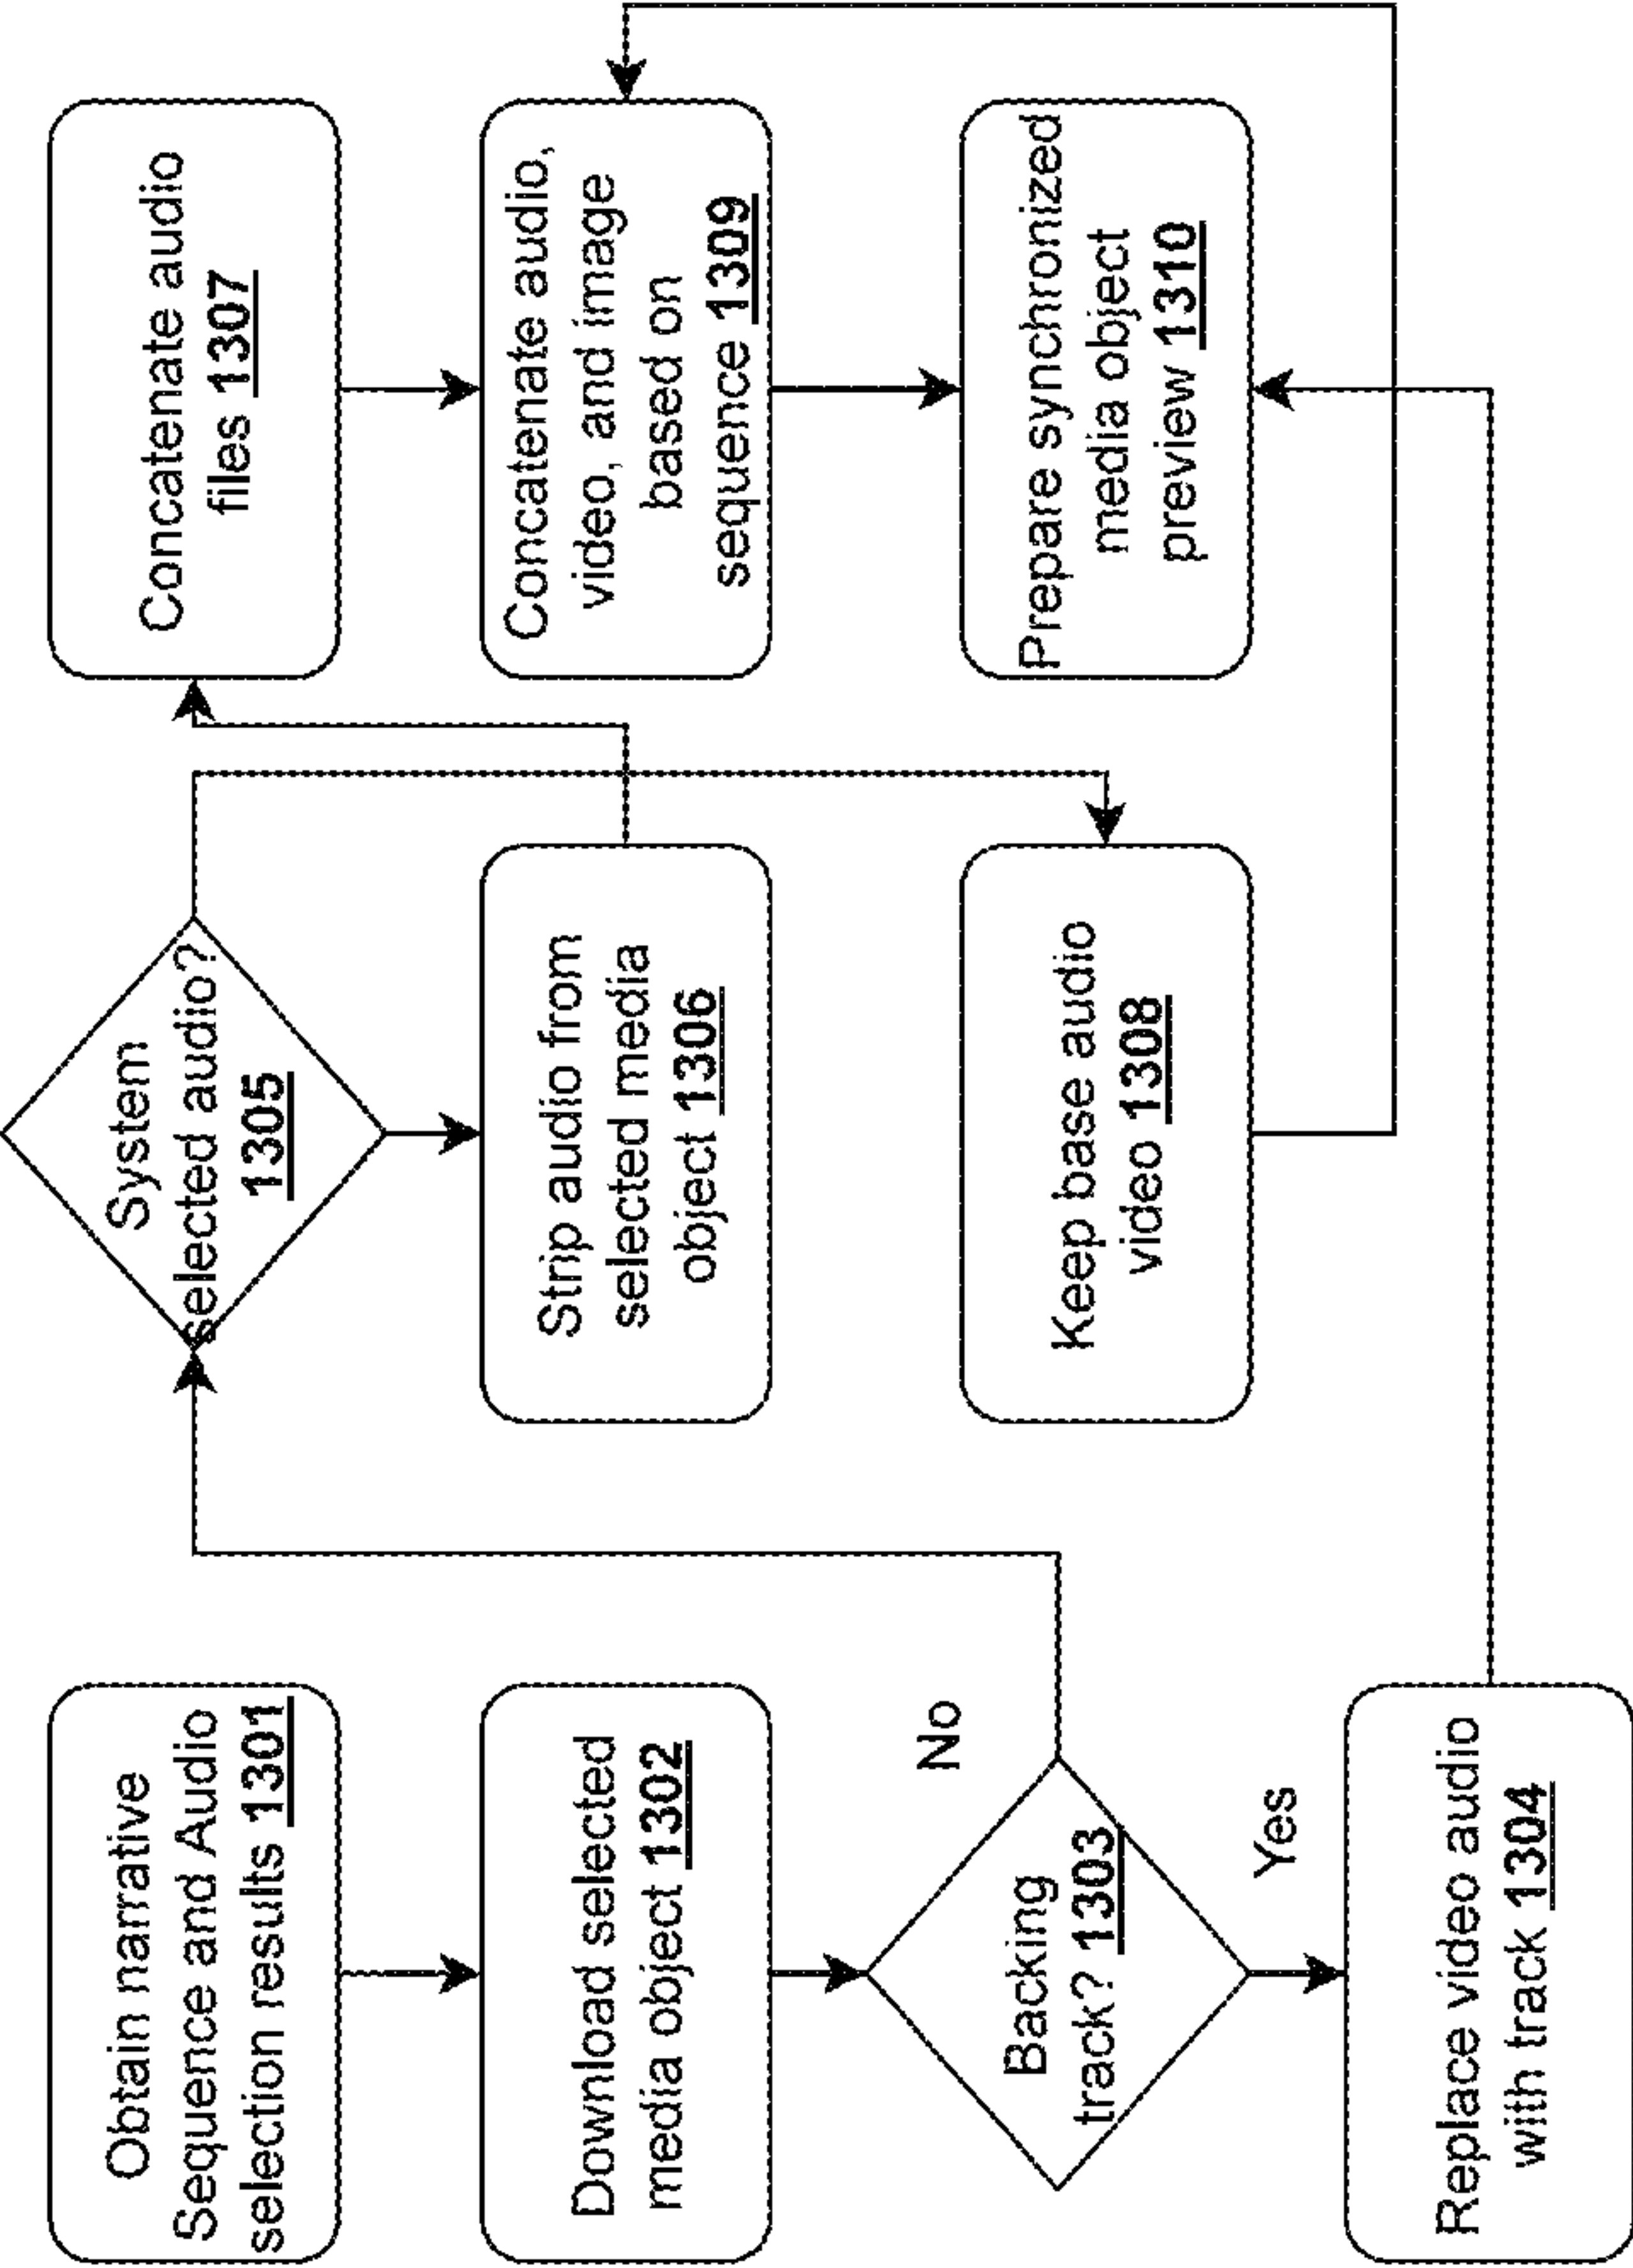 Obtain narrative
Sequence and Audio
selection results 1301
Download selected
media object 1302
Backing
track? 1303
No
Yes
Replace video audio
with track 1304
System
selected audio?
1305
Strip audio from
selected media
object 1306
Keep base audio
video 1308
Concatenate audio
files 1307
Concatenate audio,
video, and image
based on
sequence 1309
Prepare synchronized
media object
preview 1310